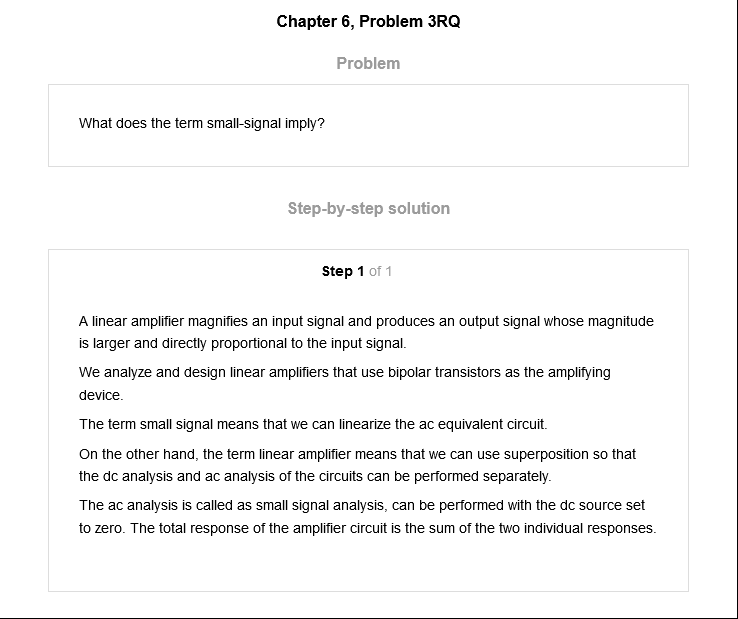 Chapter 6, Problem 3RQ
Problem
What does the term small-signal imply?
Step-by-step solution
Step 1 of 1
A linear amplifier magnifies an input signal and produces an output signal whose magnitude
is larger and directly proportional to the input signal.
We analyze and design linear amplifiers that use bipolar transistors as the amplifying
device.
The term small signal means that we can linearize the ac equivalent circuit.
On the other hand, the term linear amplifier means that we can use superposition so that
the dc analysis and ac analysis of the circuits can be performed separately.
The ac analysis is called as small signal analysis, can be performed with the dc source set
to zero. The total response of the amplifier circuit is the sum of the two individual responses.